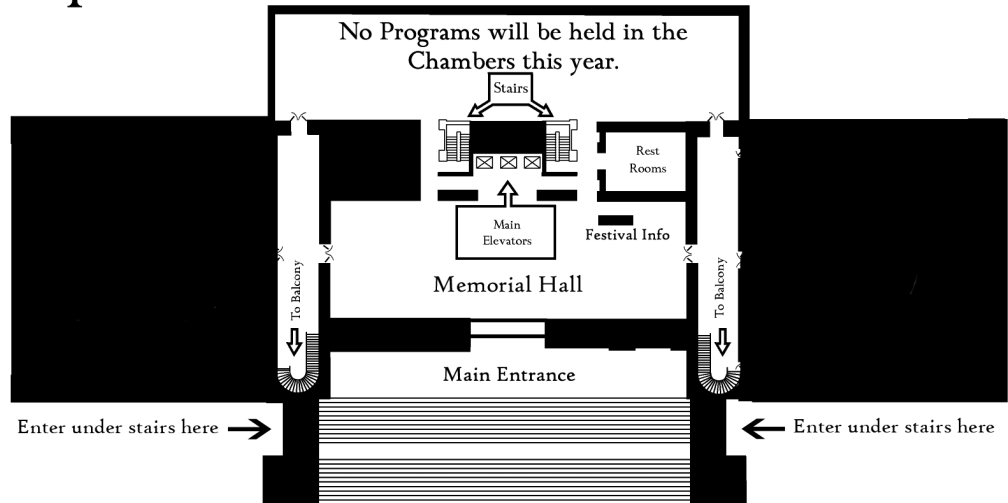 No Programs will be held in the
Chambers this year.
Stairs
Rest
Rooms
Main
Elevators
Festival Info
To Balcony
To Balcony
Memorial Hall
Main Entrance
Enter under stairs here
Enter under stairs here